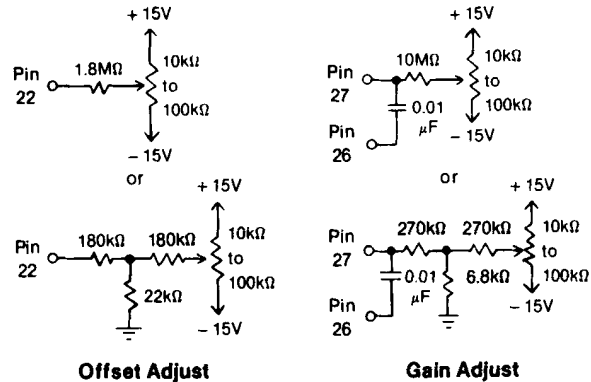 + 15V
1.8MΩ
10kΩ
to
100kΩ
Pin
22
– 15V
or
+ 15V
180kΩ
180kΩ
10kΩ
to
100kΩ
Pin
22
22kΩ
– 15V
Offset Adjust
+ 15V
10MΩ
10kΩ
to
100kΩ
Pin
27
0.01
μF
Pin
26
– 15V
or
+ 15V
270kΩ
270kΩ
10kΩ
to
100kΩ
Pin
27
0.01
μF
6.8kΩ
Pin
26
– 15V
Gain Adjust